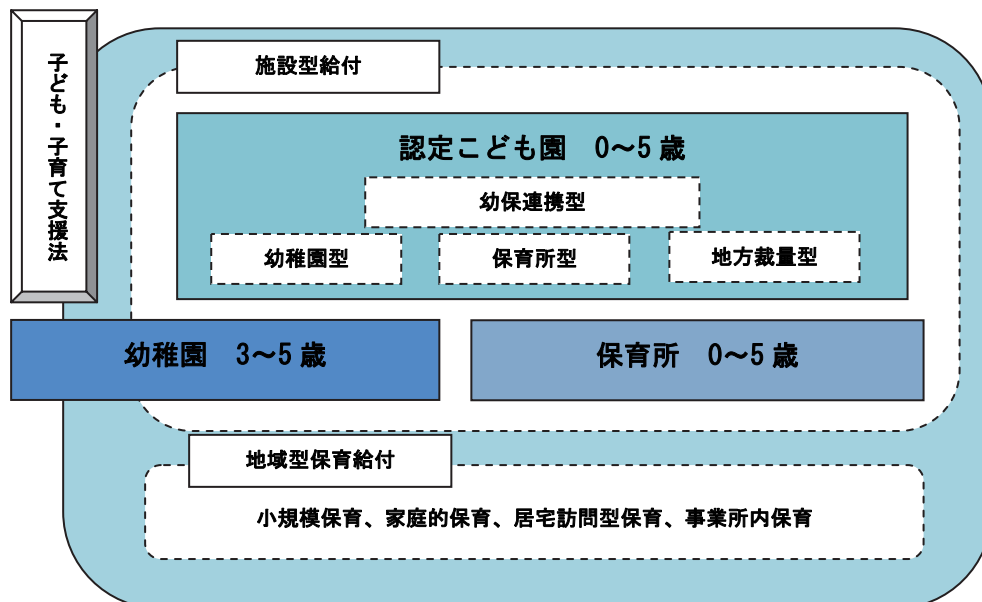 子ども・子育て支援法
施設型給付
認定こども園　0～5 歳
幼保連携型
幼稚園型
保育所型
地方裁量型
幼稚園　3～5 歳
保育所　0～5 歳
地域型保育給付
小規模保育、家庭的保育、居宅訪問型保育、事業所内保育